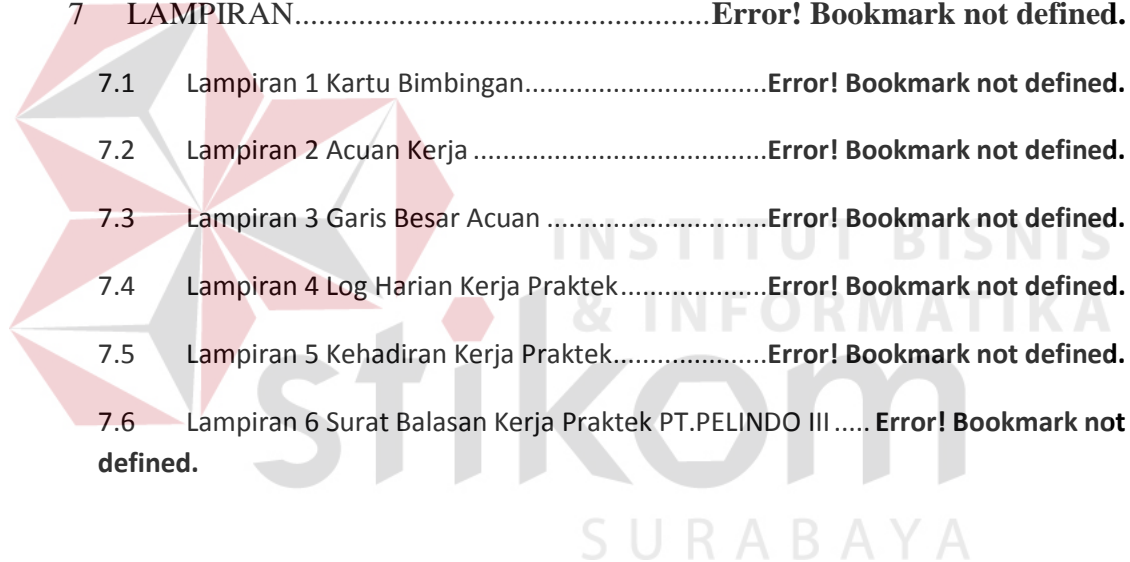 7 LAMPIRAN..................................................Error! Bookmark not defined.
7.1 Lampiran 1 Kartu Bimbingan.................................Error! Bookmark not defined.
7.2 Lampiran 2 Acuan Kerja ........................................Error! Bookmark not defined.
7.3 Lampiran 3 Garis Besar Acuan ..............................Error! Bookmark not defined.
7.4 Lampiran 4 Log Harian Kerja Praktek....................Error! Bookmark not defined.
7.5 Lampiran 5 Kehadiran Kerja Praktek.....................Error! Bookmark not defined.
7.6 Lampiran 6 Surat Balasan Kerja Praktek PT.PELINDO III ..... Error! Bookmark not
defined.
INSTITUT BISNIS
& INFORMATIKA
stikom
SURABAYA